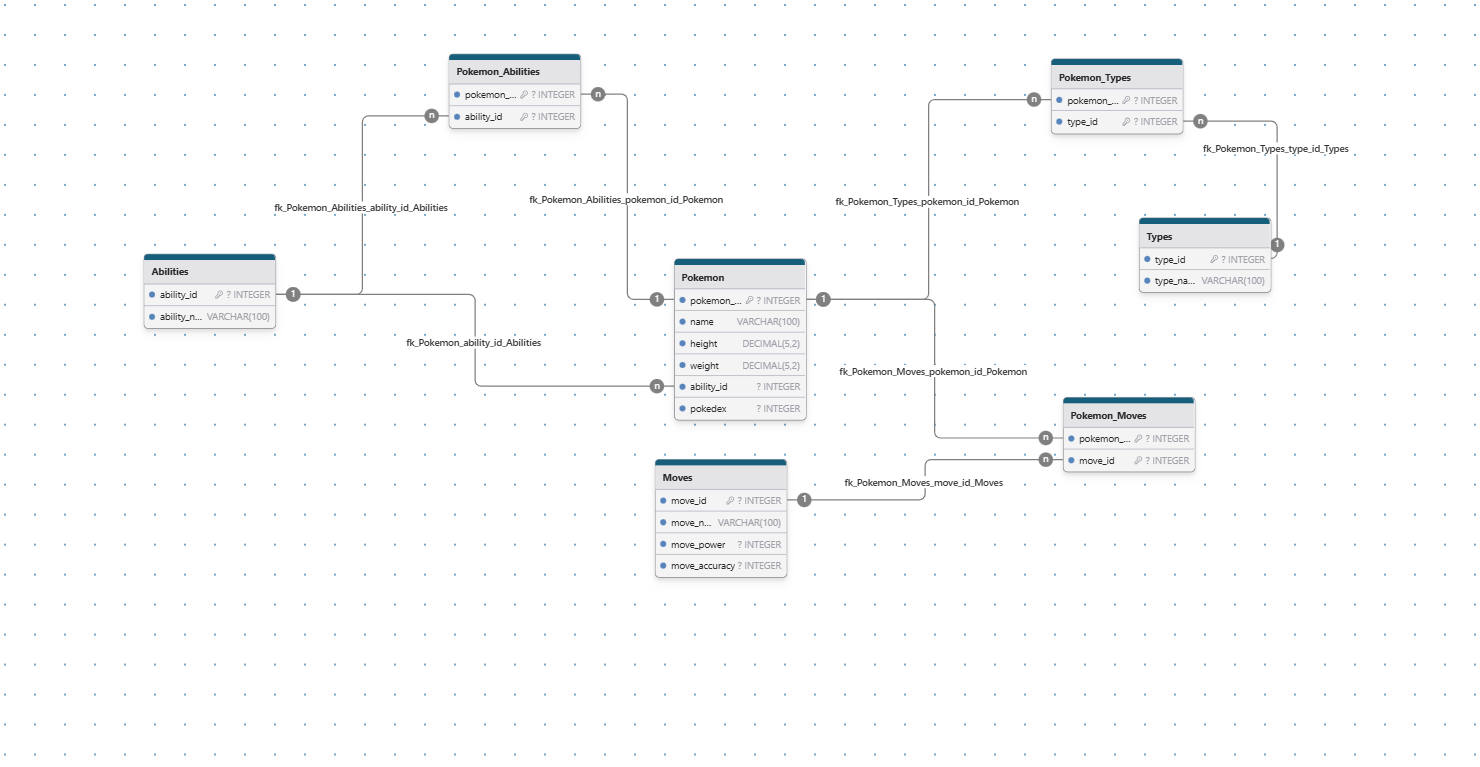 Pokemon_Abilities
pokemon_... ? INTEGER
n
n
ability_id ? INTEGER
Pokemon_Types
n
pokemon_... ? INTEGER
type_id ? INTEGER
n
fk_Pokemon_Types_type_id_Types
fk_Pokemon_Abilities_ability_id_Abilities
fk_Pokemon_Abilities_pokemon_id_Pokemon
fk_Pokemon_Types_pokemon_id_Pokemon
Types
1
type_id ? INTEGER
type_na... VARCHAR(100)
Abilities
ability_id ? INTEGER
1
ability_n... VARCHAR(100)
Pokemon
1
pokemon_... ? INTEGER
1
name VARCHAR(100)
height DECIMAL(5,2)
weight DECIMAL(5,2)
n
ability_id ? INTEGER
pokedex ? INTEGER
fk_Pokemon_ability_id_Abilities
fk_Pokemon_Moves_pokemon_id_Pokemon
Pokemon_Moves
n
pokemon_... ? INTEGER
n
move_id ? INTEGER
fk_Pokemon_Moves_move_id_Moves
Moves
move_id ? INTEGER
1
move_n... VARCHAR(100)
move_power ? INTEGER
move_accuracy ? INTEGER